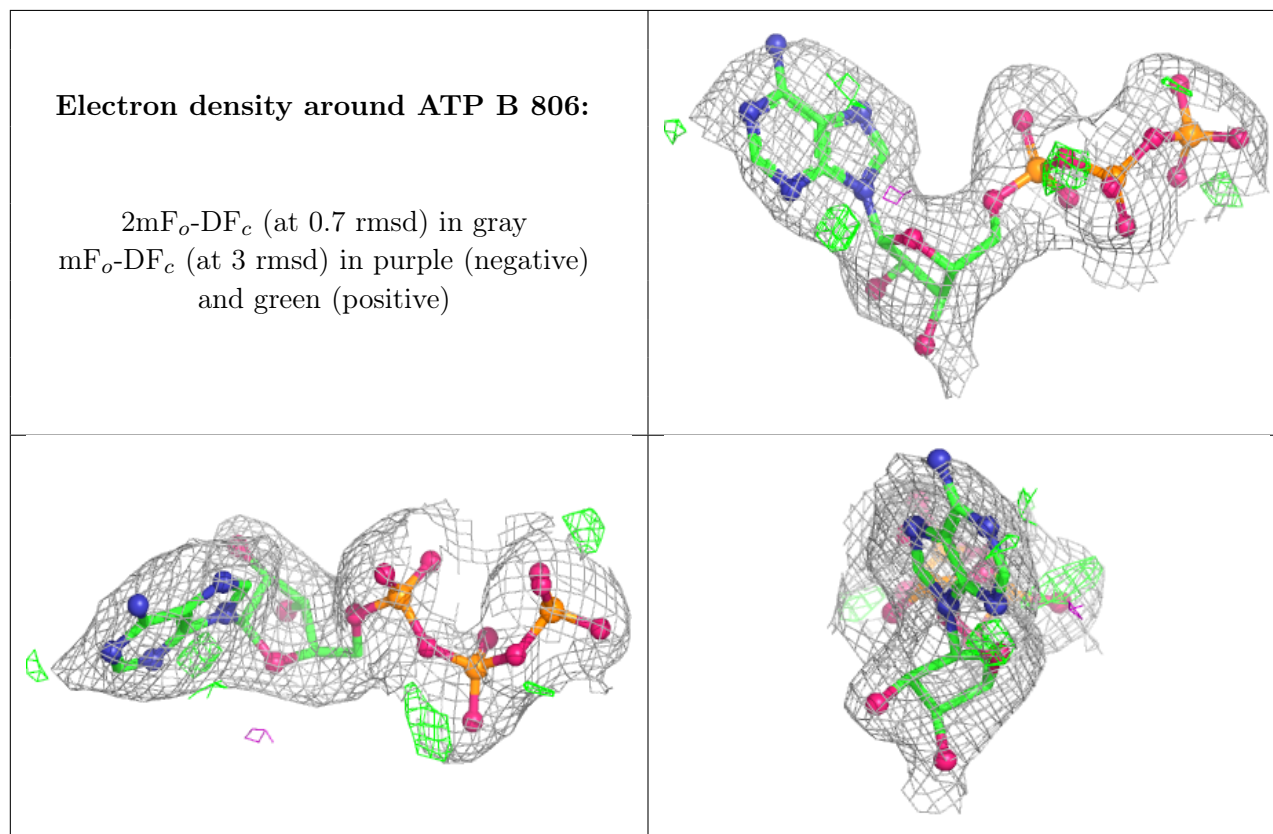 Electron density around ATP B 806:
2mFo-DFc (at 0.7 rmsd) in gray
mFo-DFc (at 3 rmsd) in purple (negative)
and green (positive)